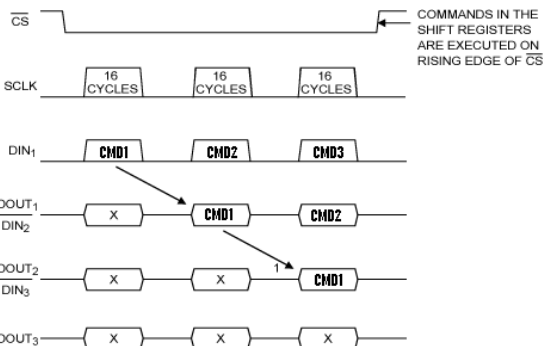 CS
COMMANDS IN THE
SHIFT REGISTERS
ARE EXECUTED ON
RISING EDGE OF CS
SCLK
16
CYCLES
16
CYCLES
16
CYCLES
DIN1
CMD1
CMD2
CMD3
DOUT1
DIN2
X
CMD1
CMD2
DOUT2
DIN3
X
X
1
CMD1
DOUT3
X
X
X